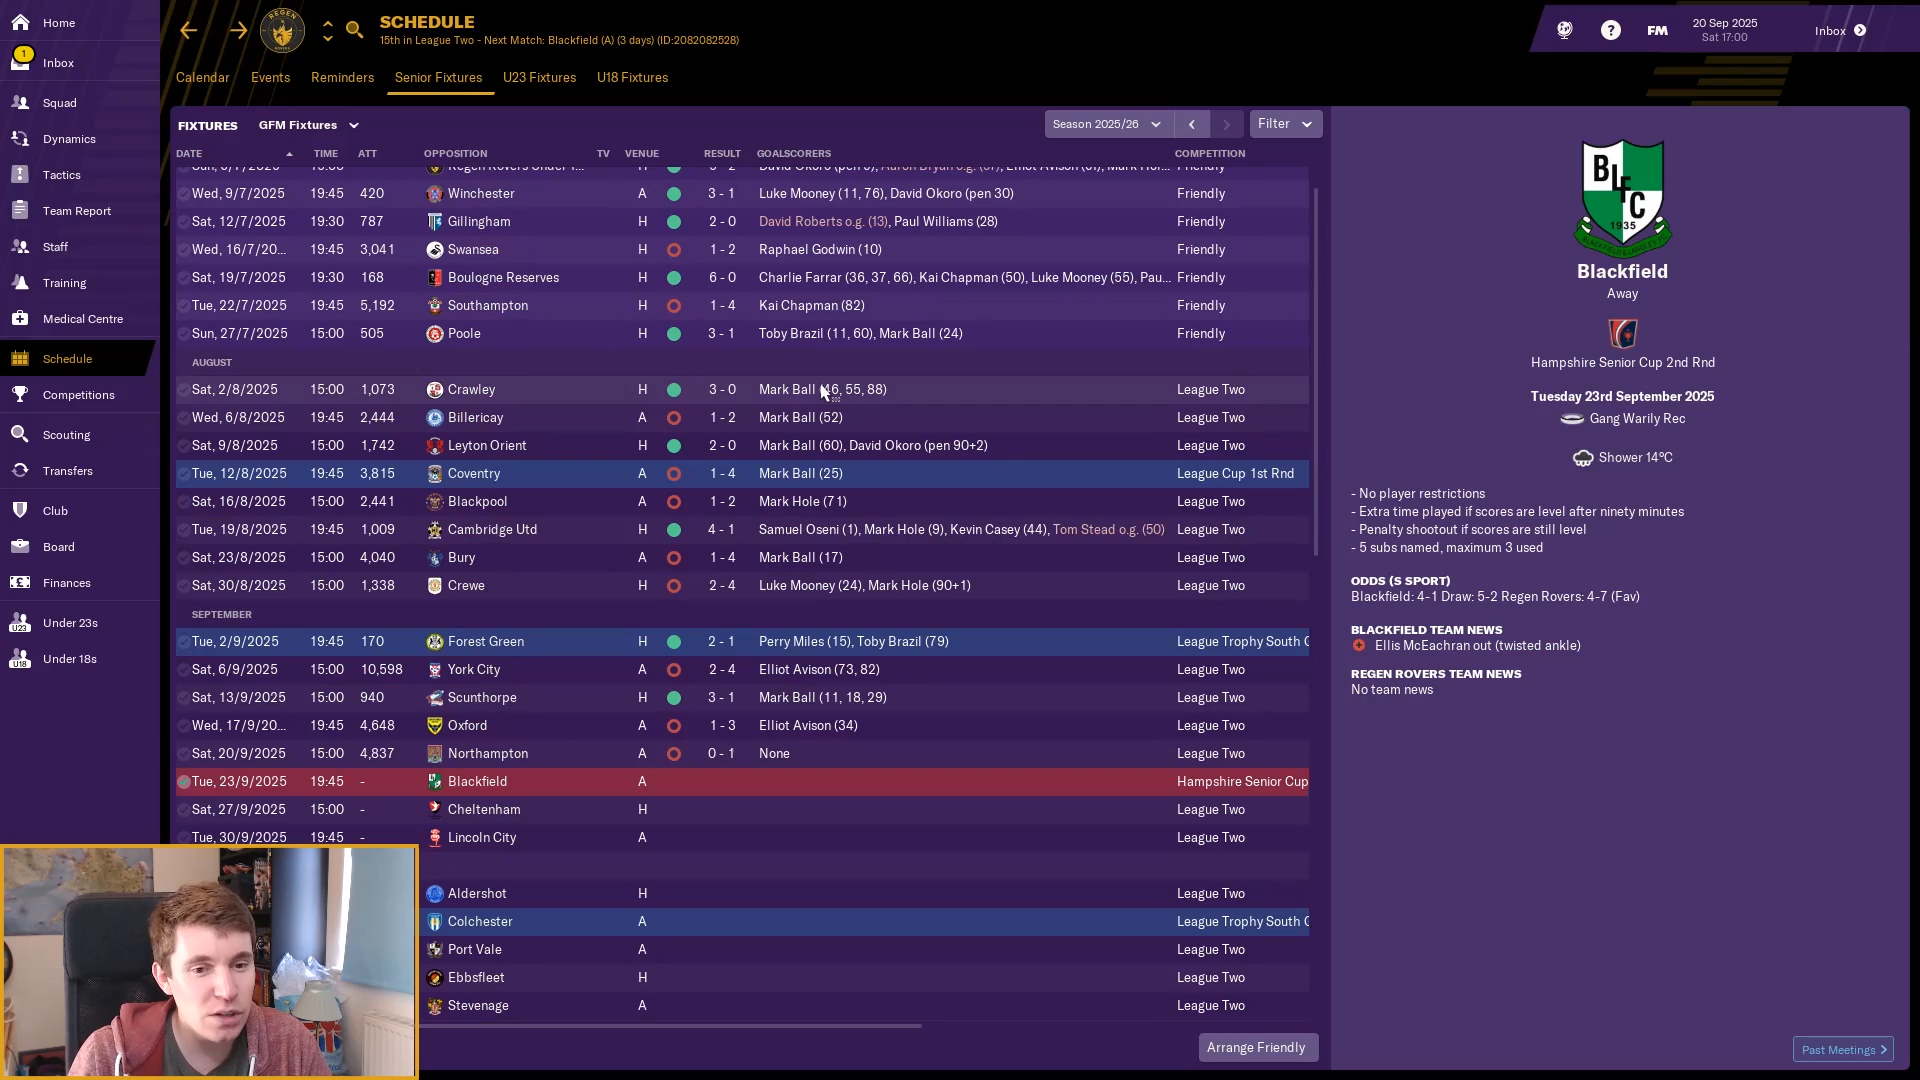 Home
1
Inbox
Squad
Dynamics
Tactics
Team Report
Staff
Training
Medical Centre
Schedule
Competitions
Scouting
Transfers
Club
Board
Finances
U23 Under 23s
U18 Under 18s
REGEN
SCHEDULE
15th in League Two - Next Match: Blackfield (A) (3 days) (ID:2082082528)
? FM
20 Sep 2025
Sat 17:00
Inbox
Calendar Events Reminders Senior Fixtures U23 Fixtures U18 Fixtures
FIXTURES GFM Fixtures Season 2025/26 Filter
DATE TIME ATT OPPOSITION TV VENUE RESULT GOALSCORERS COMPETITION
Wed, 9/7/2025 19:45 420 Winchester A 3 - 1 Luke Mooney (11, 76), David Okoro (pen 30) Friendly
Sat, 12/7/2025 19:30 787 Gillingham H 2 - 0 David Roberts o.g. (13), Paul Williams (28) Friendly
Wed, 16/7/20... 19:45 3,041 Swansea H 1 - 2 Raphael Godwin (10) Friendly
Sat, 19/7/2025 19:30 168 Boulogne Reserves H 6 - 0 Charlie Farrar (36, 37, 66), Kai Chapman (50), Luke Mooney (55), Pau... Friendly
Tue, 22/7/2025 19:45 5,192 Southampton H 1 - 4 Kai Chapman (82) Friendly
Sun, 27/7/2025 15:00 505 Poole H 3 - 1 Toby Brazil (11, 60), Mark Ball (24) Friendly
AUGUST
Sat, 2/8/2025 15:00 1,073 Crawley H 3 - 0 Mark Ball (46, 55, 88) League Two
Wed, 6/8/2025 19:45 2,444 Billericay A 1 - 2 Mark Ball (52) League Two
Sat, 9/8/2025 15:00 1,742 Leyton Orient H 2 - 0 Mark Ball (60), David Okoro (pen 90+2) League Two
Tue, 12/8/2025 19:45 3,815 Coventry A 1 - 4 Mark Ball (25) League Cup 1st Rnd
Sat, 16/8/2025 15:00 2,441 Blackpool A 1 - 2 Mark Hole (71) League Two
Tue, 19/8/2025 19:45 1,009 Cambridge Utd H 4 - 1 Samuel Oseni (1), Mark Hole (9), Kevin Casey (44), Tom Stead o.g. (50) League Two
Sat, 23/8/2025 15:00 4,040 Bury A 1 - 4 Mark Ball (17) League Two
Sat, 30/8/2025 15:00 1,338 Crewe H 2 - 4 Luke Mooney (24), Mark Hole (90+1) League Two
SEPTEMBER
Tue, 2/9/2025 19:45 170 Forest Green H 2 - 1 Perry Miles (15), Toby Brazil (79) League Trophy South G
Sat, 6/9/2025 15:00 10,598 York City A 2 - 4 Elliot Avison (73, 82) League Two
Sat, 13/9/2025 15:00 940 Scunthorpe H 3 - 1 Mark Ball (11, 18, 29) League Two
Wed, 17/9/20... 19:45 4,648 Oxford A 1 - 3 Elliot Avison (34) League Two
Sat, 20/9/2025 15:00 4,837 Northampton A 0 - 1 None League Two
Tue, 23/9/2025 19:45 - Blackfield A Hampshire Senior Cup
Sat, 27/9/2025 15:00 - Cheltenham H League Two
Tue, 30/9/2025 19:45 - Lincoln City A League Two
Aldershot H League Two
Colchester A League Trophy South G
Port Vale A League Two
Ebbsfleet H League Two
Stevenage A League Two
Arrange Friendly
BLFC
1935
Blackfield
Away
Hampshire Senior Cup 2nd Rnd
Tuesday 23rd September 2025
Gang Warily Rec
Shower 14°C
- No player restrictions
- Extra time played if scores are level after ninety minutes
- Penalty shootout if scores are still level
- 5 subs named, maximum 3 used
ODDS (S SPORT)
Blackfield: 4-1 Draw: 5-2 Regen Rovers: 4-7 (Fav)
BLACKFIELD TEAM NEWS
Ellis McEachran out (twisted ankle)
REGEN ROVERS TEAM NEWS
No team news
Past Meetings